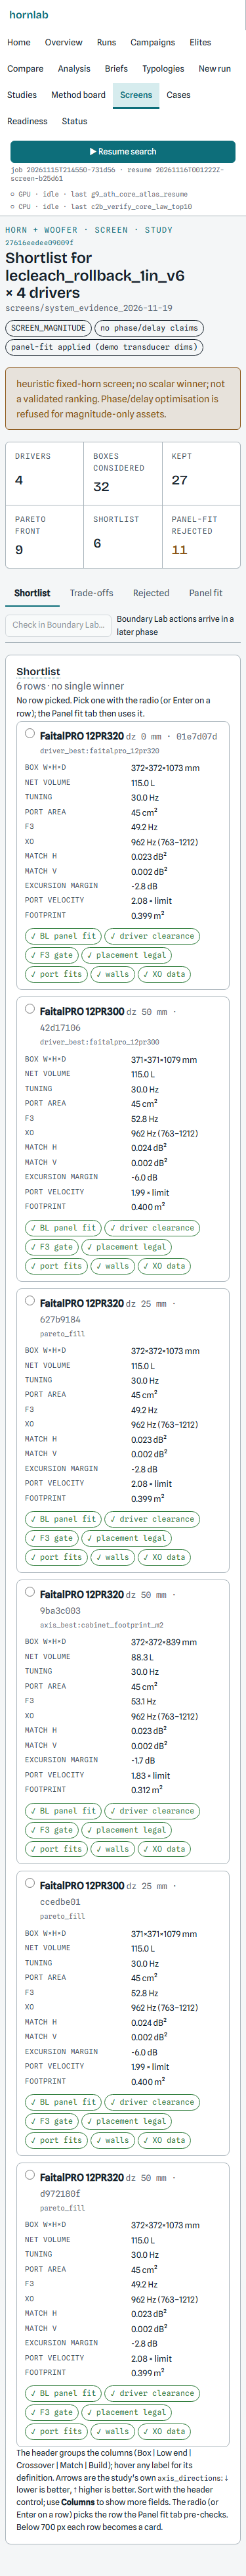 hornlab
Home Overview Runs Campaigns Elites
Compare Analysis Briefs Typologies New run
Studies Method board Screens Cases
Readiness Status
▶ Resume search
job 20261115T214550-731d56 · resume 20261116T001222Z-
screen-b25d61
○ GPU · idle · last g9_ath_core_atlas_resume
○ CPU · idle · last c2b_verify_core_law_top10
HORN + WOOFER · SCREEN · STUDY
27616eedee09009f
Shortlist for
lecleach_rollback_1in_v6
× 4 drivers
screens/system_evidence_2026-11-19
SCREEN_MAGNITUDE no phase/delay claims
panel-fit applied (demo transducer dims)
heuristic fixed-horn screen; no scalar winner; not
a validated ranking. Phase/delay optimisation is
refused for magnitude-only assets.
DRIVERS
4
BOXES
CONSIDERED
32
KEPT
27
PARETO
FRONT
9
SHORTLIST
6
PANEL-FIT
REJECTED
11
Shortlist Trade-offs Rejected Panel fit
Check in Boundary Lab…
Boundary Lab actions arrive in a
later phase
Shortlist
6 rows · no single winner
No row picked. Pick one with the radio (or Enter on a
row); the Panel fit tab then uses it.
FaitalPRO 12PR320 dz 0 mm · 01e7d07d
driver_best:faitalpro_12pr320
BOX W×H×D 372×372×1073 mm
NET VOLUME 115.0 L
TUNING 30.0 Hz
PORT AREA 45 cm²
F3 49.2 Hz
XO 962 Hz (763–1212)
MATCH H 0.023 dB²
MATCH V 0.002 dB²
EXCURSION MARGIN -2.8 dB
PORT VELOCITY 2.08 × limit
FOOTPRINT 0.399 m²
✓ BL panel fit ✓ driver clearance
✓ F3 gate ✓ placement legal
✓ port fits ✓ walls ✓ XO data
FaitalPRO 12PR300 dz 50 mm ·
42d17106
driver_best:faitalpro_12pr300
BOX W×H×D 371×371×1079 mm
NET VOLUME 115.0 L
TUNING 30.0 Hz
PORT AREA 45 cm²
F3 52.8 Hz
XO 962 Hz (763–1212)
MATCH H 0.024 dB²
MATCH V 0.002 dB²
EXCURSION MARGIN -6.0 dB
PORT VELOCITY 1.99 × limit
FOOTPRINT 0.400 m²
✓ BL panel fit ✓ driver clearance
✓ F3 gate ✓ placement legal
✓ port fits ✓ walls ✓ XO data
FaitalPRO 12PR320 dz 25 mm ·
627b9184
pareto_fill
BOX W×H×D 372×372×1073 mm
NET VOLUME 115.0 L
TUNING 30.0 Hz
PORT AREA 45 cm²
F3 49.2 Hz
XO 962 Hz (763–1212)
MATCH H 0.023 dB²
MATCH V 0.002 dB²
EXCURSION MARGIN -2.8 dB
PORT VELOCITY 2.08 × limit
FOOTPRINT 0.399 m²
✓ BL panel fit ✓ driver clearance
✓ F3 gate ✓ placement legal
✓ port fits ✓ walls ✓ XO data
FaitalPRO 12PR320 dz 50 mm ·
9ba3c003
axis_best:cabinet_footprint_m2
BOX W×H×D 372×372×839 mm
NET VOLUME 88.3 L
TUNING 30.0 Hz
PORT AREA 45 cm²
F3 53.1 Hz
XO 962 Hz (763–1212)
MATCH H 0.023 dB²
MATCH V 0.002 dB²
EXCURSION MARGIN -1.7 dB
PORT VELOCITY 1.83 × limit
FOOTPRINT 0.312 m²
✓ BL panel fit ✓ driver clearance
✓ F3 gate ✓ placement legal
✓ port fits ✓ walls ✓ XO data
FaitalPRO 12PR300 dz 25 mm ·
ccedbe01
pareto_fill
BOX W×H×D 371×371×1079 mm
NET VOLUME 115.0 L
TUNING 30.0 Hz
PORT AREA 45 cm²
F3 52.8 Hz
XO 962 Hz (763–1212)
MATCH H 0.024 dB²
MATCH V 0.002 dB²
EXCURSION MARGIN -6.0 dB
PORT VELOCITY 1.99 × limit
FOOTPRINT 0.400 m²
✓ BL panel fit ✓ driver clearance
✓ F3 gate ✓ placement legal
✓ port fits ✓ walls ✓ XO data
FaitalPRO 12PR320 dz 50 mm ·
d972180f
pareto_fill
BOX W×H×D 372×372×1073 mm
NET VOLUME 115.0 L
TUNING 30.0 Hz
PORT AREA 45 cm²
F3 49.2 Hz
XO 962 Hz (763–1212)
MATCH H 0.023 dB²
MATCH V 0.002 dB²
EXCURSION MARGIN -2.8 dB
PORT VELOCITY 2.08 × limit
FOOTPRINT 0.399 m²
✓ BL panel fit ✓ driver clearance
✓ F3 gate ✓ placement legal
✓ port fits ✓ walls ✓ XO data
The header groups the columns (Box | Low end |
Crossover | Match | Build); hover any label for its
definition. Arrows are the study's own axis_directions: ↓
lower is better, ↑ higher is better. Sort with the header
control; use Columns to show more fields. The radio (or
Enter on a row) picks the row the Panel fit tab pre-checks.
Below 700 px each row becomes a card.